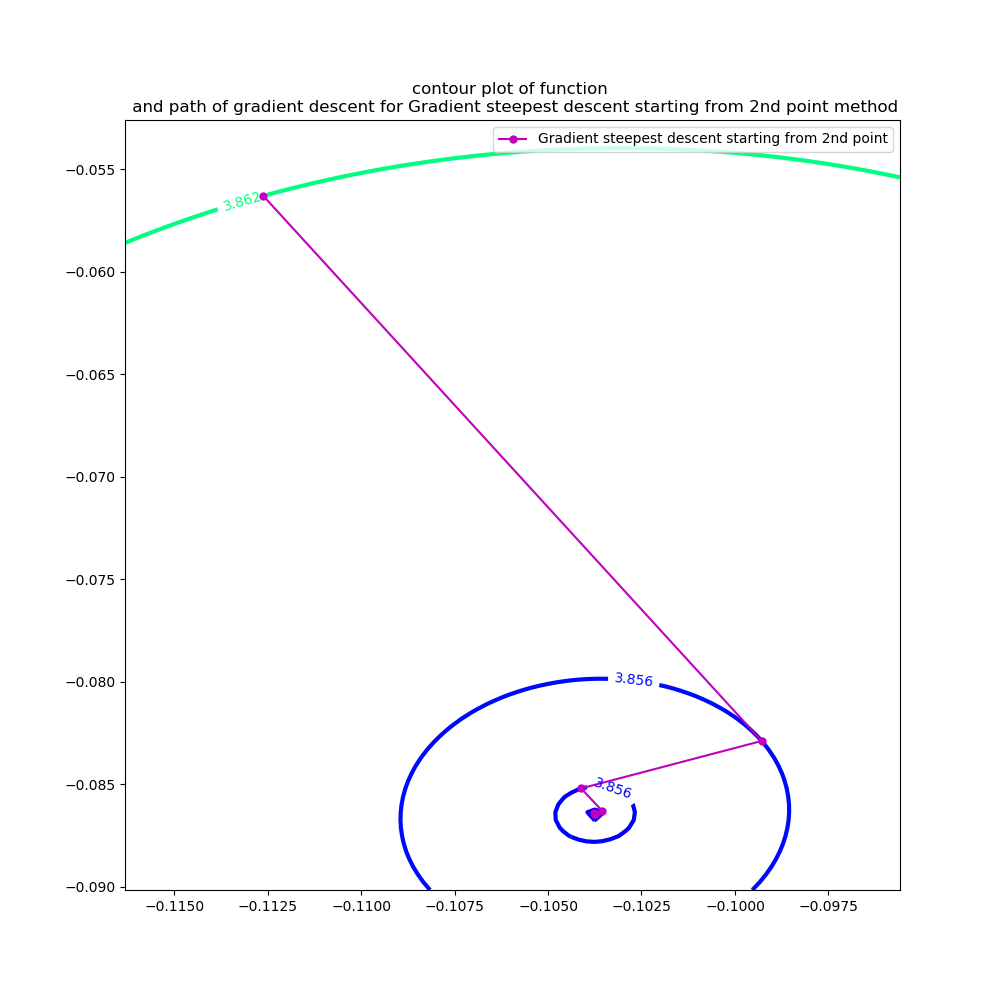 contour plot of function
and path of gradient descent for Gradient steepest descent starting from 2nd point method
Gradient steepest descent starting from 2nd point
−0.055
3.862
−0.060
−0.065
−0.070
−0.075
−0.080
3.856
−0.085
3.856
−0.090
−0.1150 −0.1125 −0.1100 −0.1075 −0.1050 −0.1025 −0.1000 −0.0975